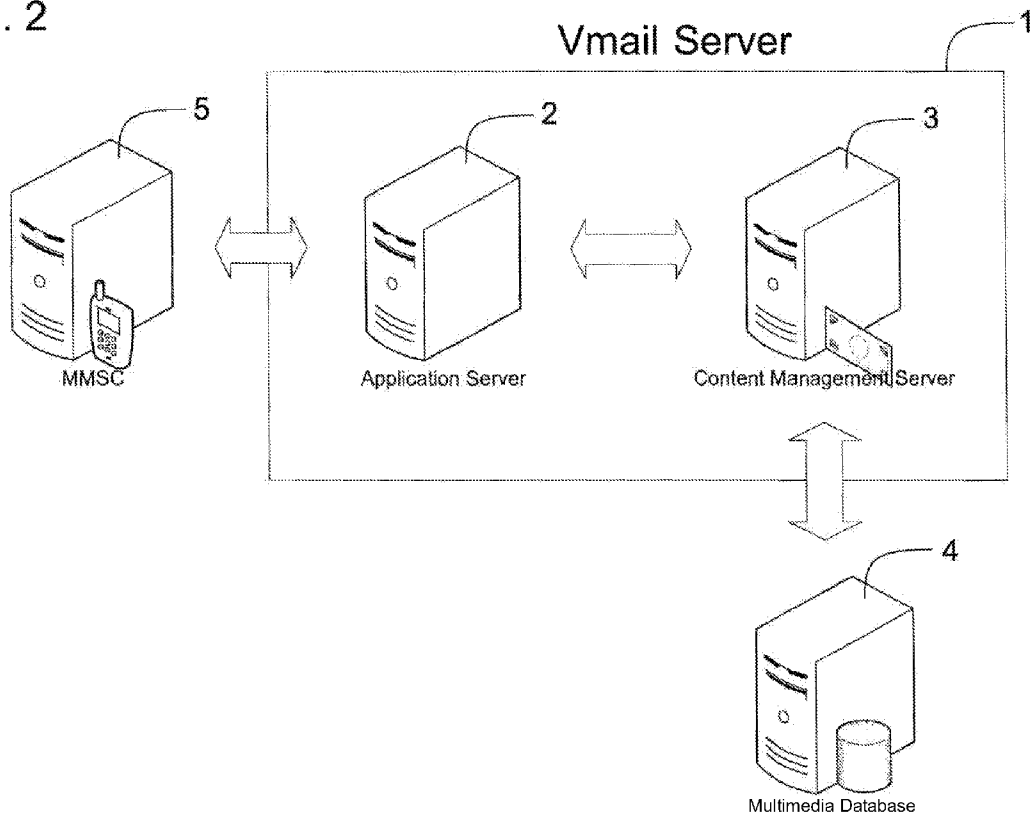 . 2
Vmail Server
1
5
2
3
MMSC
Application Server
Content Management Server
4
Multimedia Database